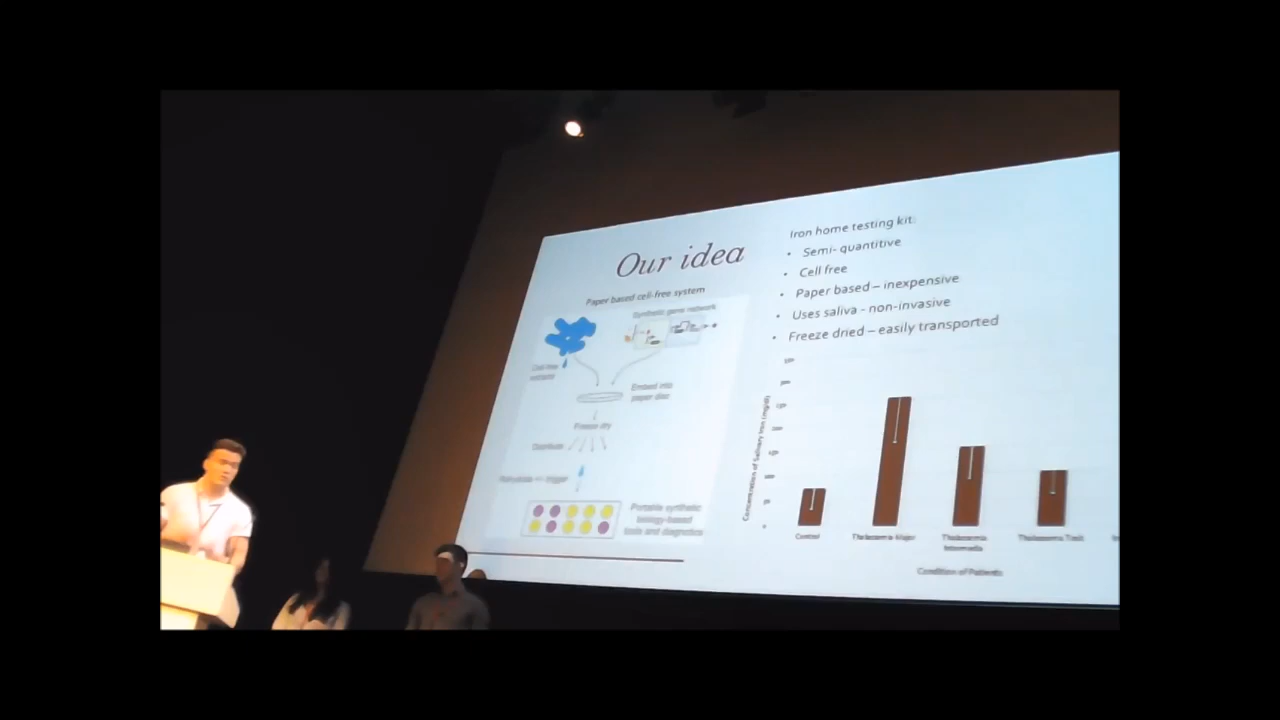 Our idea
Paper based cell-free system
Synthetic gene network
Cell-free
extract
Embed into
paper disc
Freeze dry
Distribute
Portable synthetic
biology-based
tools and diagnostics
Iron home testing kit:
• Semi- quantitive
• Cell free
• Paper based – inexpensive
• Uses saliva - non-invasive
• Freeze dried – easily transported
Concentration of Salivary Iron (mg/dl)
Control
Thalassemia Major
Thalassemia
Intermedia
Thalassemia Trait
Condition of Patients